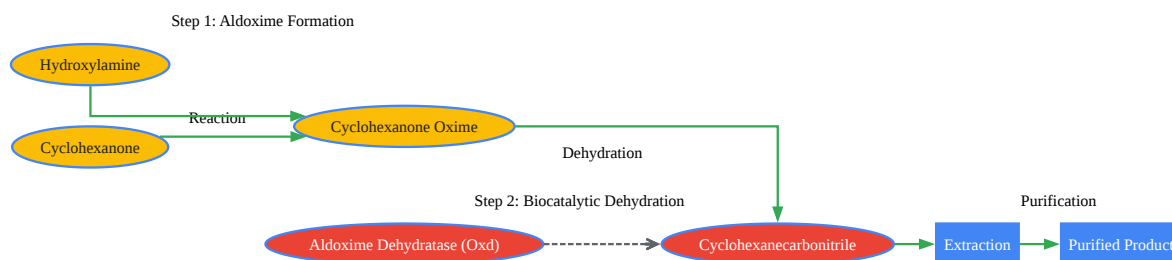 Step 1: Aldoxime Formation
Hydroxylamine
Reaction
Cyclohexanone
Cyclohexanone Oxime
Dehydration
Step 2: Biocatalytic Dehydration
Purification
Aldoxime Dehydratase (Oxd)
Cyclohexanecarbonitrile
Extraction
Purified Product